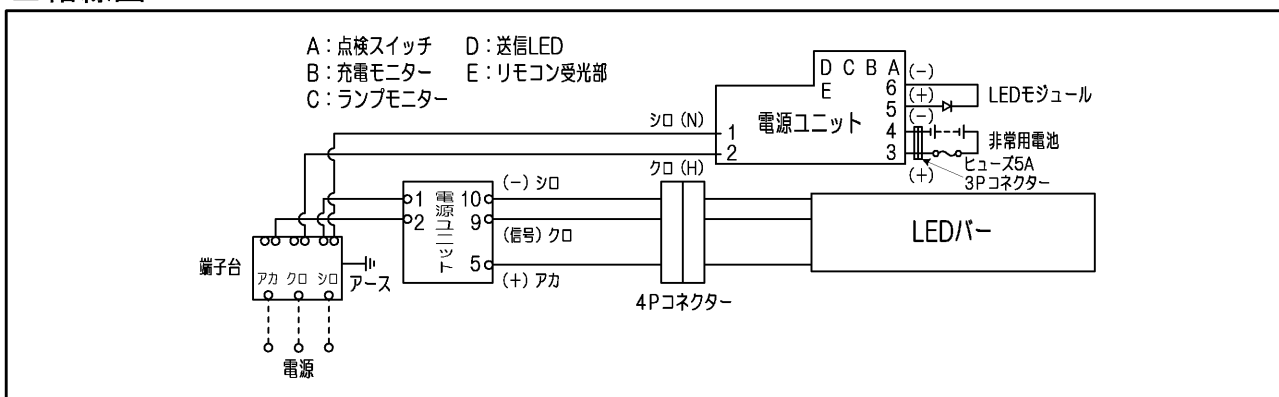 A：点検スイッチ D：送信LED
B：充電モニター E：リモコン受光部
C：ランプモニター
D C B A
E
電源ユニット
6
5
4
3
(-)
(+)
(-)
(+)
LEDモジュール
非常用電池
ヒューズ5A
3Pコネクター
シロ (N)
1
2
クロ (H)
1
2
電源ユニット
10
9
5
(-) シロ
(信号) クロ
(+) アカ
4Pコネクター
LEDバー
端子台
アカ クロ シロ
アース
電源